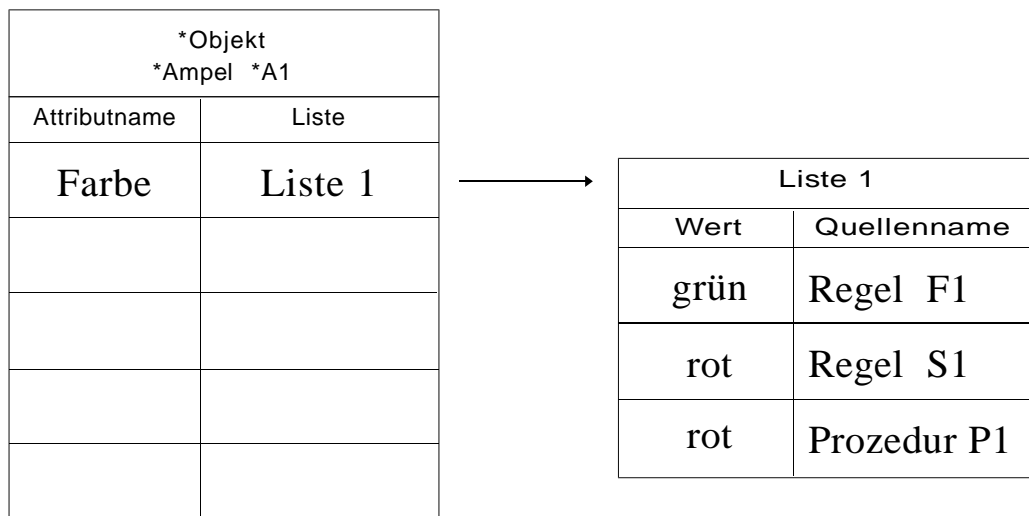 *Objekt
*Ampel *A1
Attributname Liste
Farbe Liste 1
Liste 1
Wert Quellenname
grün Regel F1
rot Regel S1
rot Prozedur P1